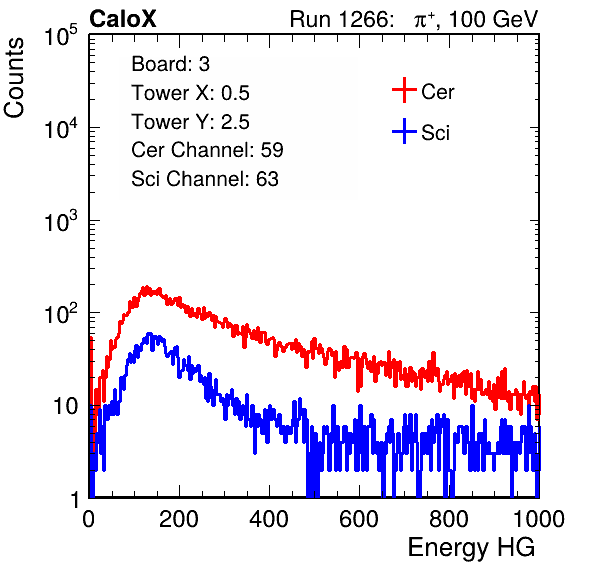 CaloX Run 1266: π⁺, 100 GeV
Counts
10⁵
10⁴
10³
10²
10
1
Board: 3
Tower X: 0.5
Tower Y: 2.5
Cer Channel: 59
Sci Channel: 63
Cer
Sci
0 200 400 600 800 1000
Energy HG